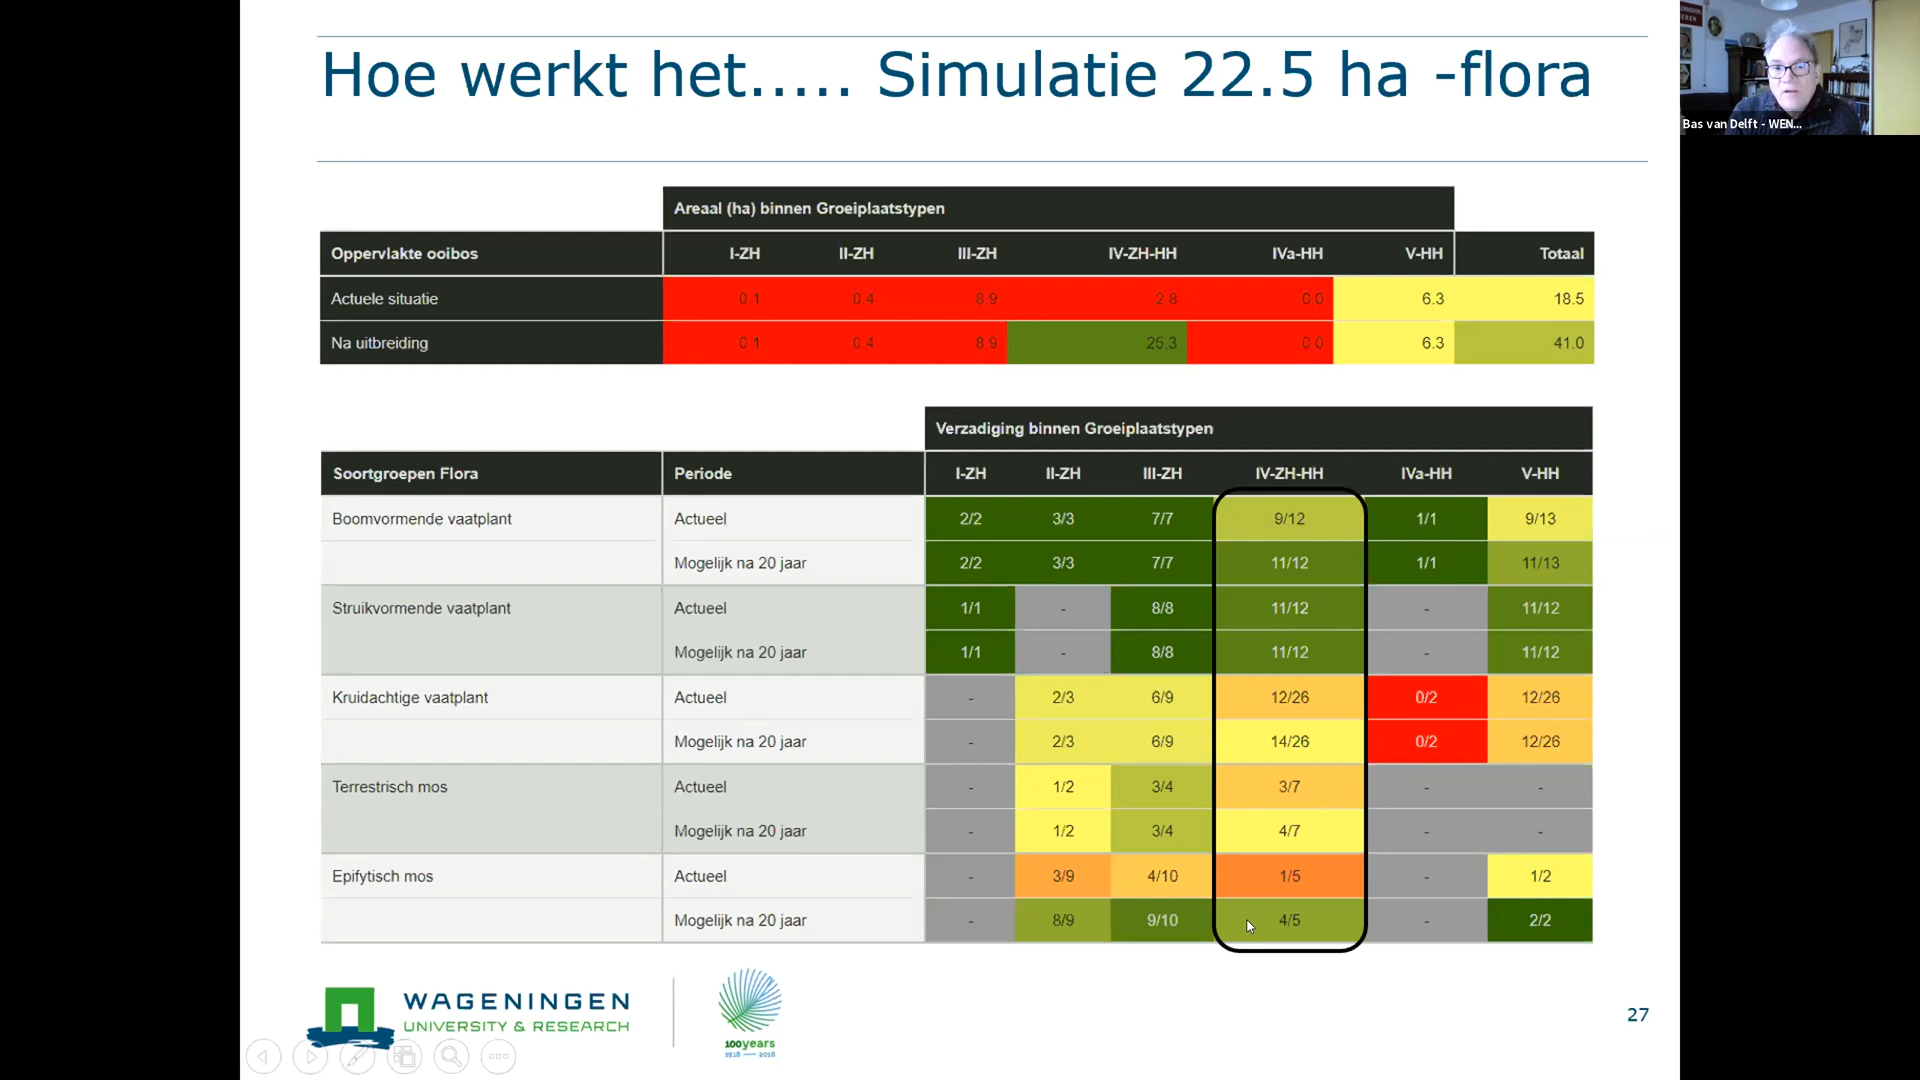 Hoe werkt het..... Simulatie 22.5 ha -flora
Bas van Delft - WEN...
Areaal (ha) binnen Groeiplaatstypen
Oppervlakte ooibos I-ZH II-ZH III-ZH IV-ZH-HH IVa-HH V-HH Totaal
Actuele situatie 0.1 0.4 8.9 2.8 0.0 6.3 18.5
Na uitbreiding 0.1 0.4 8.9 25.3 0.0 6.3 41.0
Verzadiging binnen Groeiplaatstypen
Soortgroepen Flora Periode I-ZH II-ZH III-ZH IV-ZH-HH IVa-HH V-HH
Boomvormende vaatplant Actueel 2/2 3/3 7/7 9/12 1/1 9/13
Mogelijk na 20 jaar 2/2 3/3 7/7 11/12 1/1 11/13
Struikvormende vaatplant Actueel 1/1 - 8/8 11/12 - 11/12
Mogelijk na 20 jaar 1/1 - 8/8 11/12 - 11/12
Kruidachtige vaatplant Actueel - 2/3 6/9 12/26 0/2 12/26
Mogelijk na 20 jaar - 2/3 6/9 14/26 0/2 12/26
Terrestrisch mos Actueel - 1/2 3/4 3/7 - -
Mogelijk na 20 jaar - 1/2 3/4 4/7 - -
Epifytisch mos Actueel - 3/9 4/10 1/5 - 1/2
Mogelijk na 20 jaar - 8/9 9/10 4/5 - 2/2
WAGENINGEN
UNIVERSITY & RESEARCH
100years
1918 — 2018
27